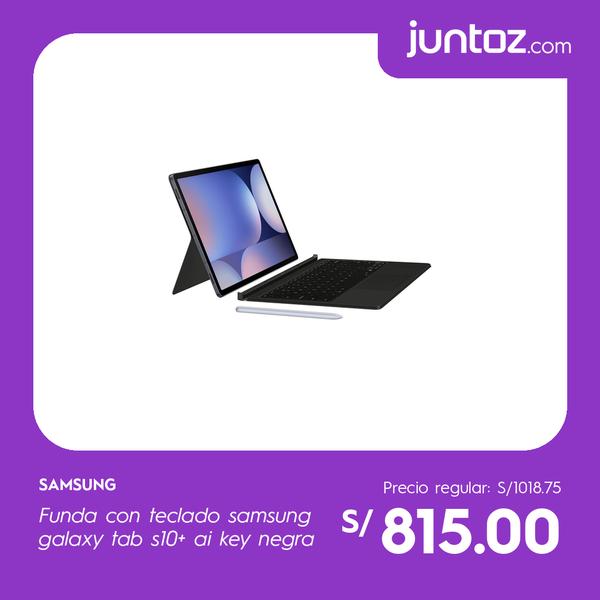 juntoz.com
SAMSUNG
Funda con teclado samsung
galaxy tab s10+ ai key negra
Precio regular: S/1018.75
S/815.00